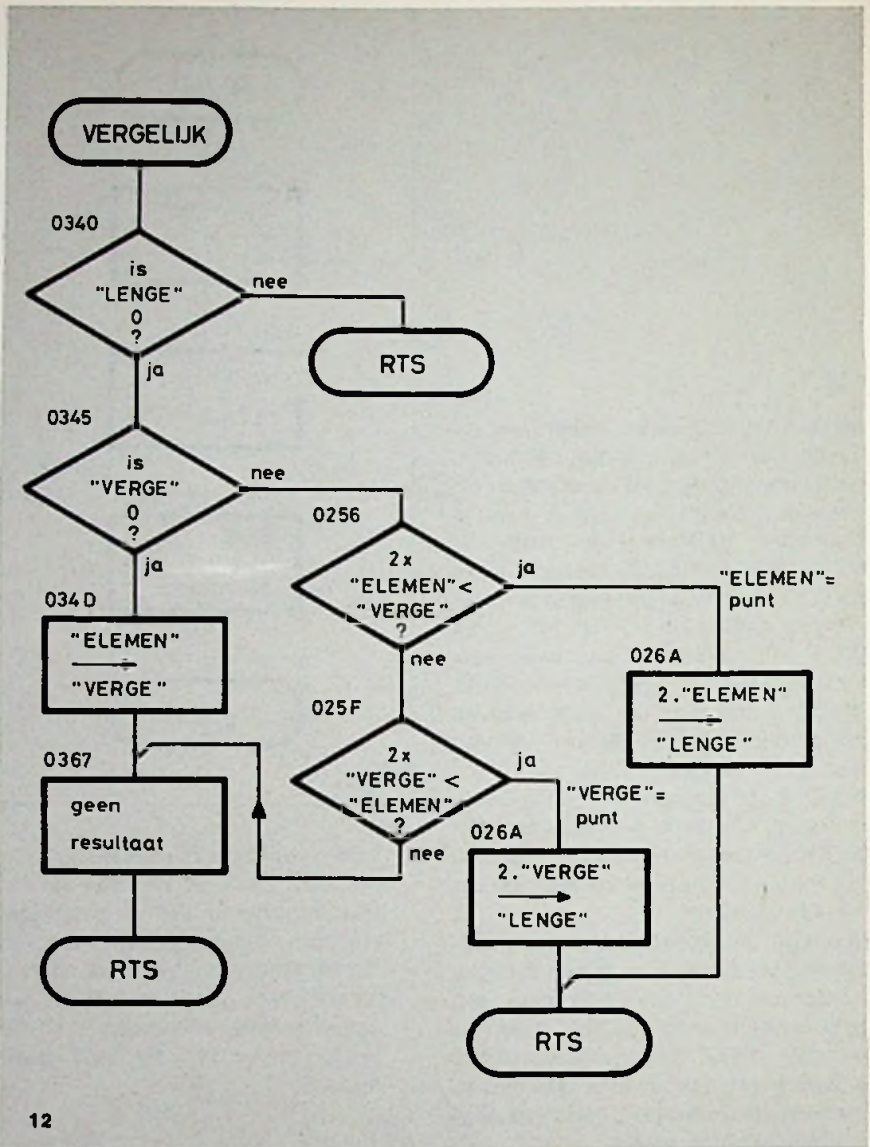 VERGELIJK
0340
is
"LENGE"
0
?
nee
RTS
ja
0345
is
"VERGE"
0
?
nee
ja
0256
2x
"ELEMEN" <
"VERGE"
?
ja
"ELEMEN"=
punt
nee
034D
"ELEMEN"
"VERGE"
026A
2."ELEMEN"
"LENGE"
025F
2x
"VERGE" <
"ELEMEN"
?
ja
"VERGE"=
punt
nee
0367
geen
resultaat
026A
2."VERGE"
"LENGE"
RTS
RTS
12